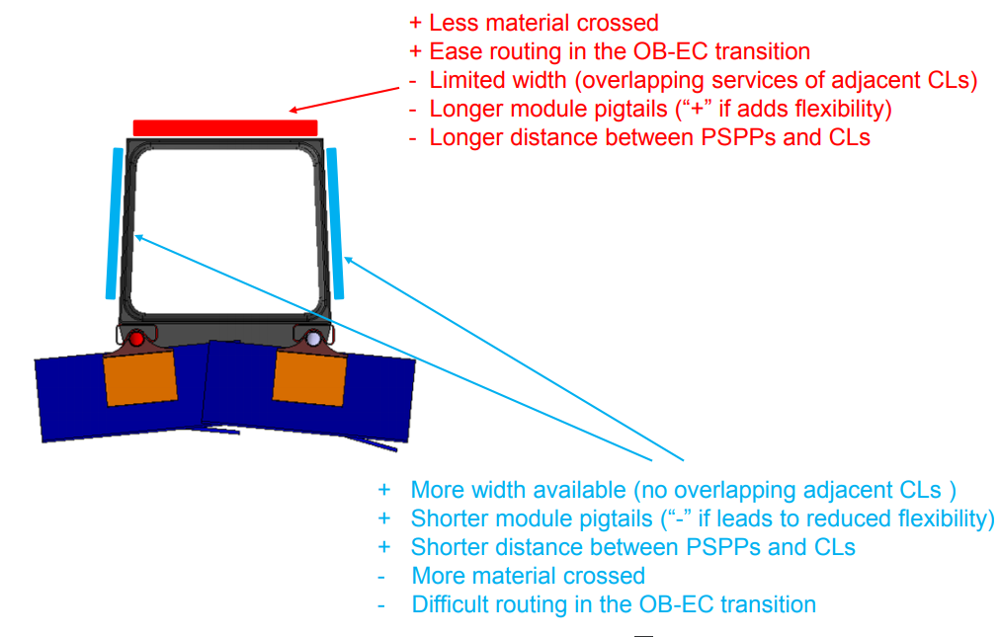 + Less material crossed
+ Ease routing in the OB-EC transition
- Limited width (overlapping services of adjacent CLs)
- Longer module pigtails (“+” if adds flexibility)
- Longer distance between PSPPs and CLs
+ More width available (no overlapping adjacent CLs )
+ Shorter module pigtails (“-” if leads to reduced flexibility)
+ Shorter distance between PSPPs and CLs
- More material crossed
- Difficult routing in the OB-EC transition